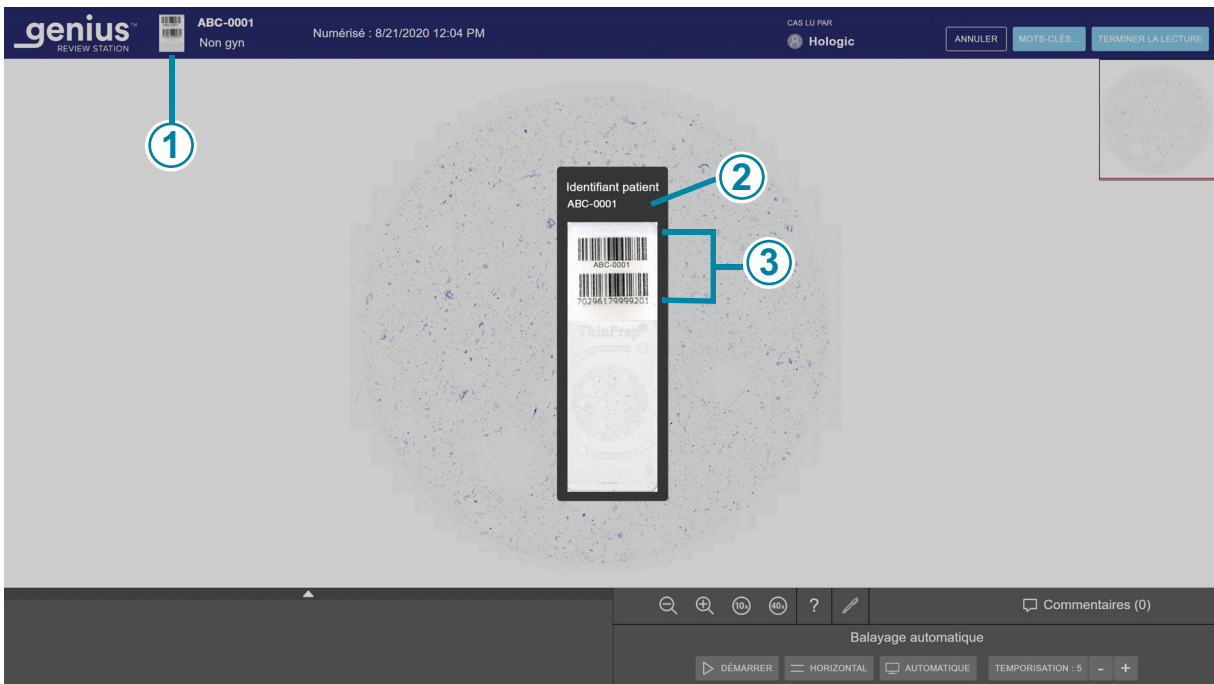 genius™
REVIEW STATION
ABC-0001
Non gyn
Numérisé : 8/21/2020 12:04 PM
CAS LU PAR
Hologic
ANNULER
MOTS-CLÉS...
TERMINER LA LECTURE
1
2
3
Identifiant patient
ABC-0001
ABC-0001
70296179999201
ThinPrep®
10x
40x
?
Commentaires (0)
Balayage automatique
DÉMARRER
HORIZONTAL
AUTOMATIQUE
TEMPORISATION : 5
- +